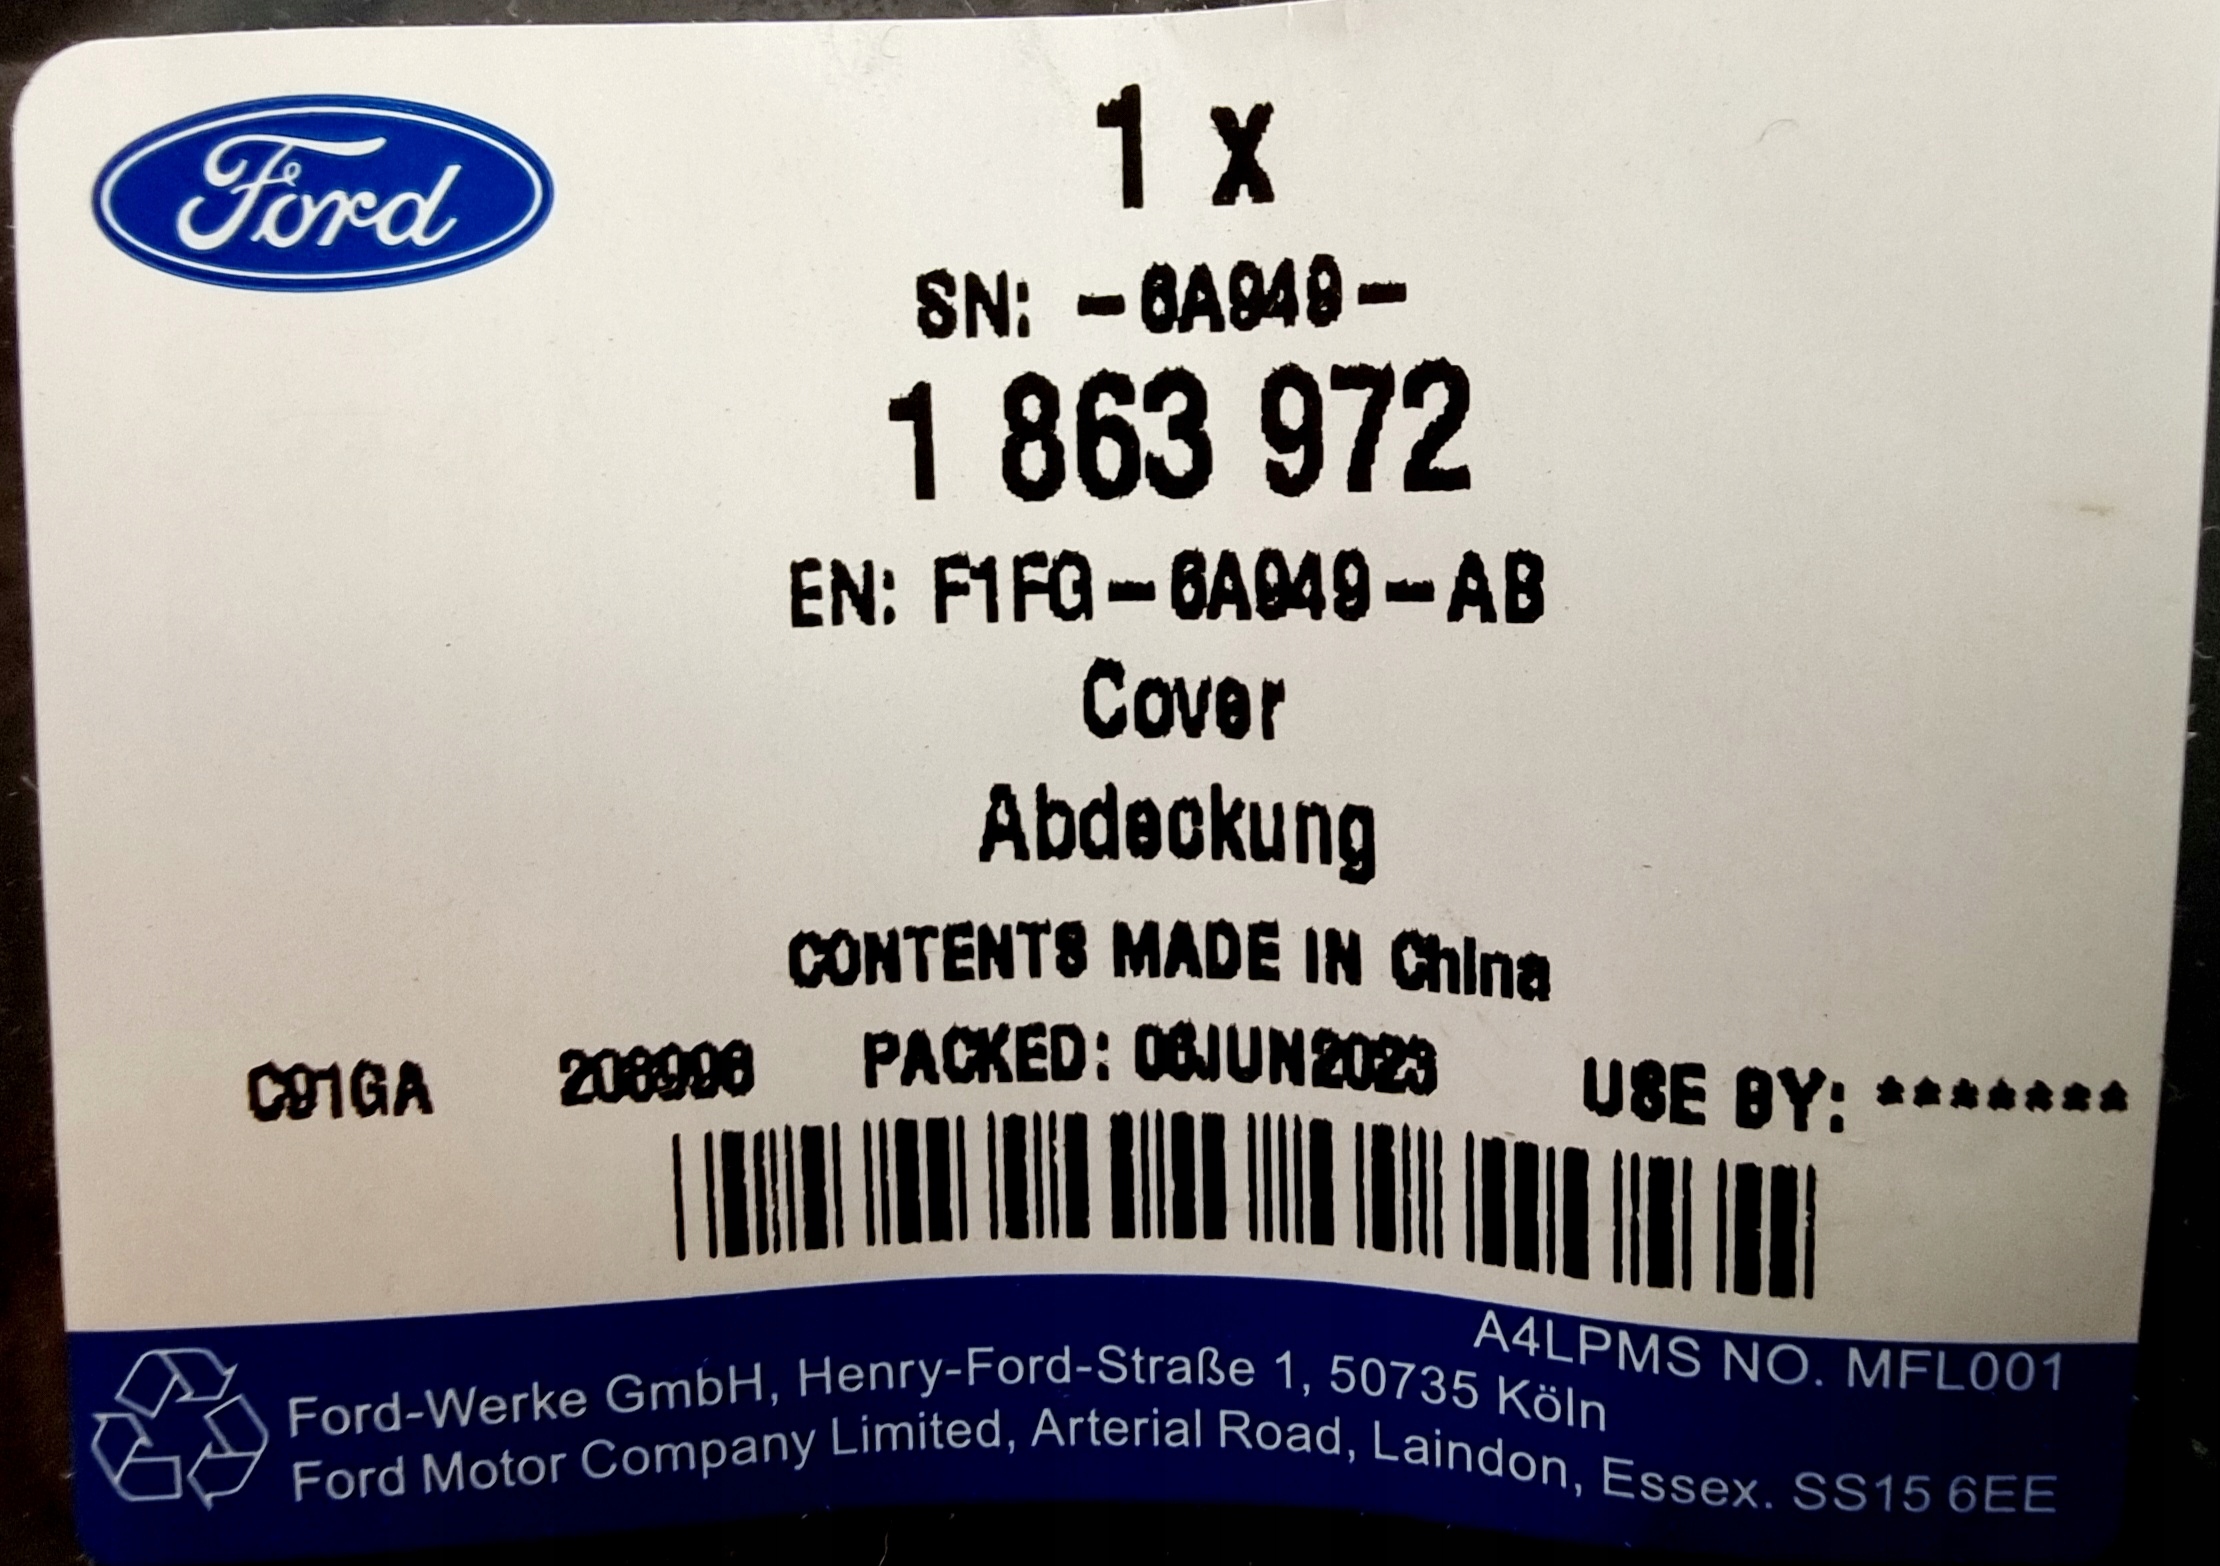 Ford
1 x
SN: -6A949-
1 863 972
EN: F1FG-6A949-AB
Cover
Abdeckung
CONTENTS MADE IN China
C91GA 206996 PACKED: 06JUN2023 USE BY: *******
A4LPMS NO. MFL001
Ford-Werke GmbH, Henry-Ford-Straße 1, 50735 Köln
Ford Motor Company Limited, Arterial Road, Laindon, Essex. SS15 6EE